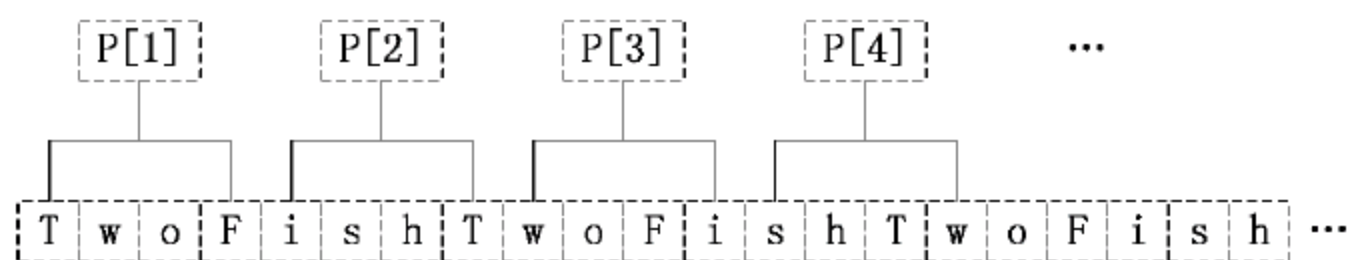 P[1] P[2] P[3] P[4] ...
T w o F i s h T w o F i s h T w o F i s h ...